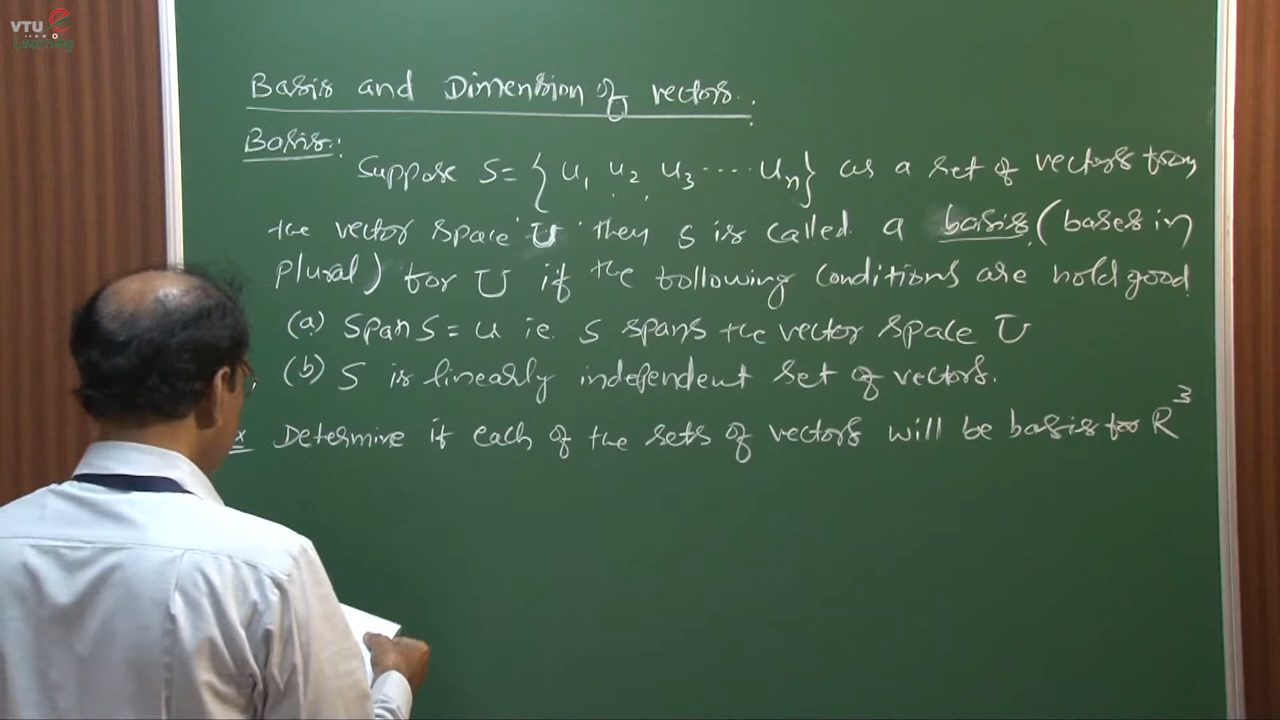 VTU e
Learning
Basis and Dimension of vectors.
Basis:
Suppose S = { u₁ u₂ u₃ .... uₙ} as a set of vectors from
the vector space U then S is called a basis (bases in
plural) for U if the following conditions are hold good
(a) Span S = u ie. S spans the vector space U
(b) S is linearly independent set of vectors.
x Determine if each of the sets of vectors will be basis for R³